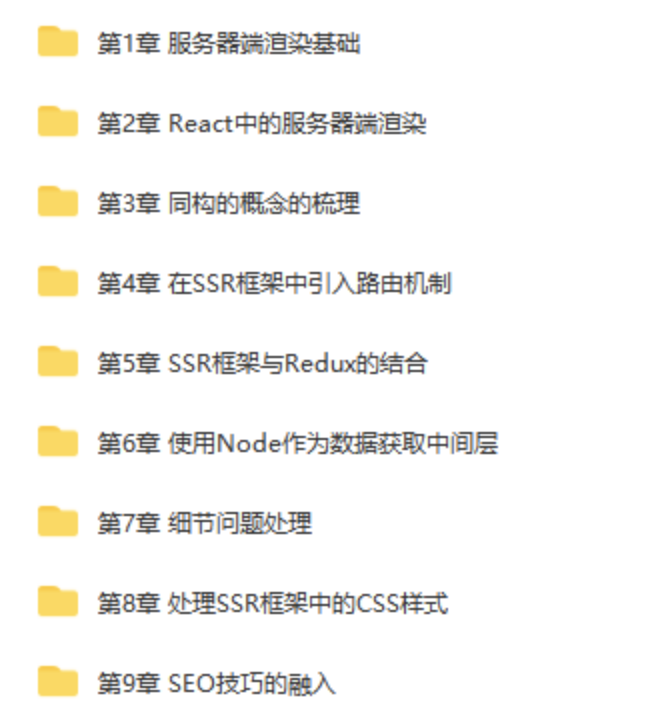 第1章 服务器端渲染基础
第2章 React中的服务器端渲染
第3章 同构的概念的梳理
第4章 在SSR框架中引入路由机制
第5章 SSR框架与Redux的结合
第6章 使用Node作为数据获取中间层
第7章 细节问题处理
第8章 处理SSR框架中的CSS样式
第9章 SEO技巧的融入